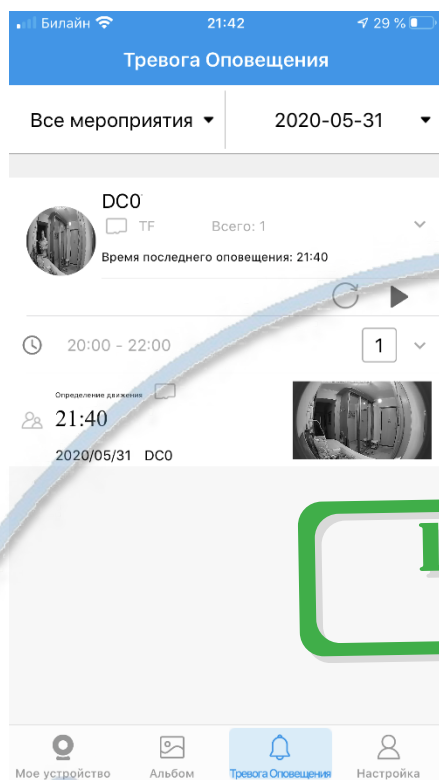 Билайн 21:42 29 %
Тревога Оповещения
Все мероприятия 2020-05-31
DC0
TF Всего: 1
Время последнего оповещения: 21:40
20:00 - 22:00 1
Определение движения
21:40
2020/05/31 DC0
Мое устройство Альбом Тревога Оповещения Настройка